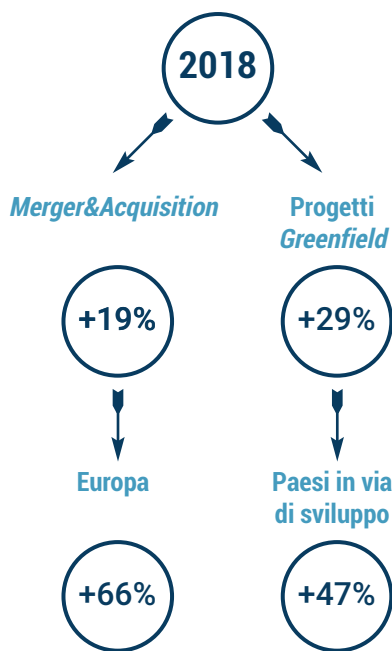 2018
Merger&Acquisition
Progetti
Greenfield
+19%
+29%
Europa
Paesi in via
di sviluppo
+66%
+47%